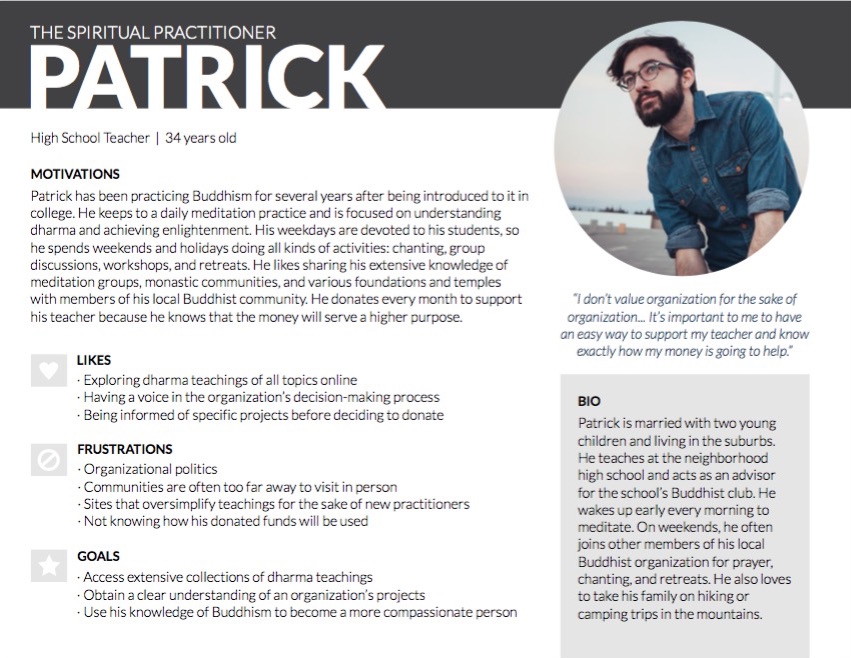 THE SPIRITUAL PRACTITIONER
PATRICK
High School Teacher | 34 years old
MOTIVATIONS
Patrick has been practicing Buddhism for several years after being introduced to it in
college. He keeps to a daily meditation practice and is focused on understanding
dharma and achieving enlightenment. His weekdays are devoted to his students, so
he spends weekends and holidays doing all kinds of activities: chanting, group
discussions, workshops, and retreats. He likes sharing his extensive knowledge of
meditation groups, monastic communities, and various foundations and temples
with members of his local Buddhist community. He donates every month to support
his teacher because he knows that the money will serve a higher purpose.
LIKES
· Exploring dharma teachings of all topics online
· Having a voice in the organization’s decision-making process
· Being informed of specific projects before deciding to donate
FRUSTRATIONS
· Organizational politics
· Communities are often too far away to visit in person
· Sites that oversimplify teachings for the sake of new practitioners
· Not knowing how his donated funds will be used
GOALS
· Access extensive collections of dharma teachings
· Obtain a clear understanding of an organization’s projects
· Use his knowledge of Buddhism to become a more compassionate person
“I don’t value organization for the sake of
organization... It’s important to me to have
an easy way to support my teacher and know
exactly how my money is going to help.”
BIO
Patrick is married with two young
children and living in the suburbs.
He teaches at the neighborhood
high school and acts as an advisor
for the school’s Buddhist club. He
wakes up early every morning to
meditate. On weekends, he often
joins other members of his local
Buddhist organization for prayer,
chanting, and retreats. He also loves
to take his family on hiking or
camping trips in the mountains.